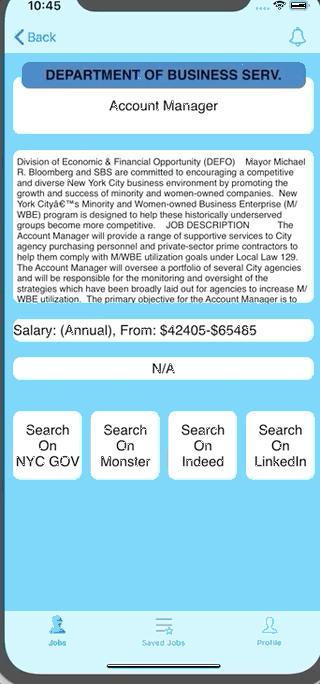 10:45
Back
DEPARTMENT OF BUSINESS SERV.
Account Manager
Division of Economic & Financial Opportunity (DEFO)    Mayor Michael
R. Bloomberg and SBS are committed to encouraging a competitive
and diverse New York City business environment by promoting the
growth and success of minority and women-owned companies.  New
York Cityâ€™s Minority and Women-owned Business Enterprise (M/
WBE) program is designed to help these historically underserved
groups become more competitive.    JOB DESCRIPTION          The
Account Manager will provide a range of supportive services to City
agency purchasing personnel and private-sector prime contractors to
help them comply with M/WBE utilization goals under Local Law 129.
The Account Manager will oversee a portfolio of several City agencies
and will be responsible for the monitoring and oversight of the
strategies which have been broadly laid out for agencies to increase M/
WBE utilization.  The primary objective for the Account Manager is to
Salary: (Annual), From: $42405-$65485
N/A
Search
On
NYC GOV
Search
On
Monster
Search
On
Indeed
Search
On
LinkedIn
Jobs
Saved Jobs
Profile